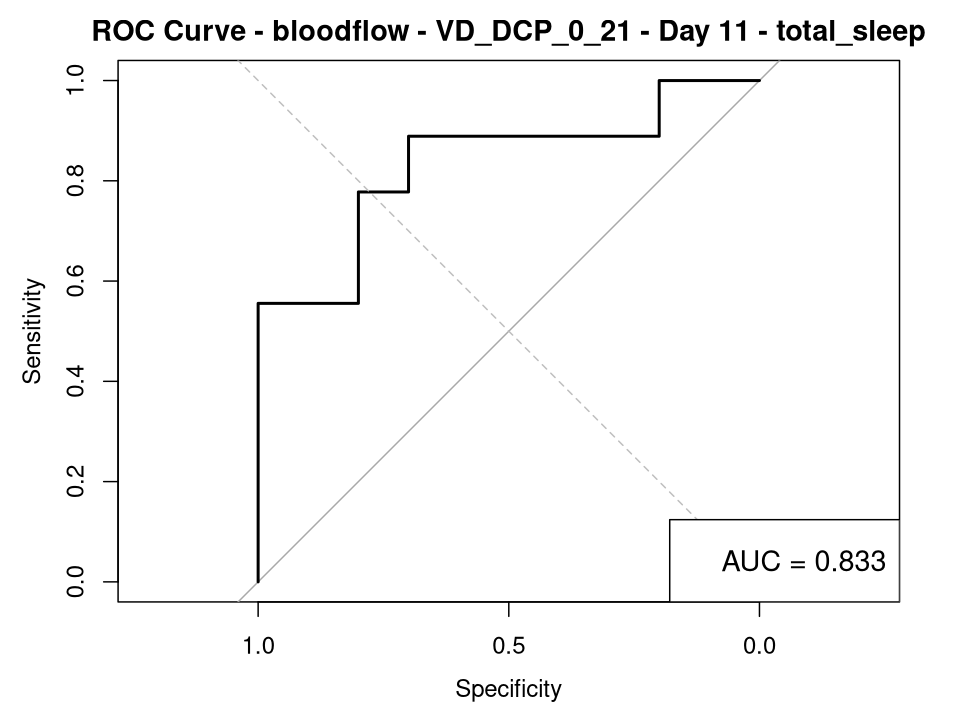 ROC Curve - bloodflow - VD_DCP_0_21 - Day 11 - total_sleep
1.0
0.8
0.6
0.4
0.2
0.0
Sensitivity
AUC = 0.833
1.0 0.5 0.0
Specificity